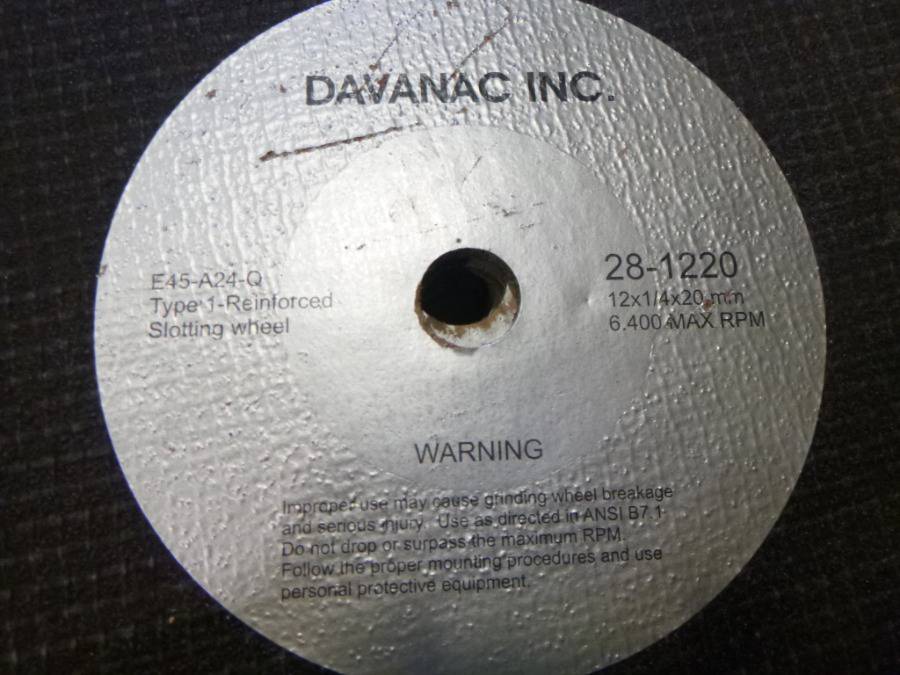 DAVANAC INC.
E45-A24-Q
Type 1-Reinforced
Slotting wheel
28-1220
12x1/4x20 mm
6.400 MAX RPM
WARNING
Improper use may cause grinding wheel breakage
and serious injury. Use as directed in ANSI B7.1
Do not drop or surpass the maximum RPM.
Follow the proper mounting procedures and use
personal protective equipment.